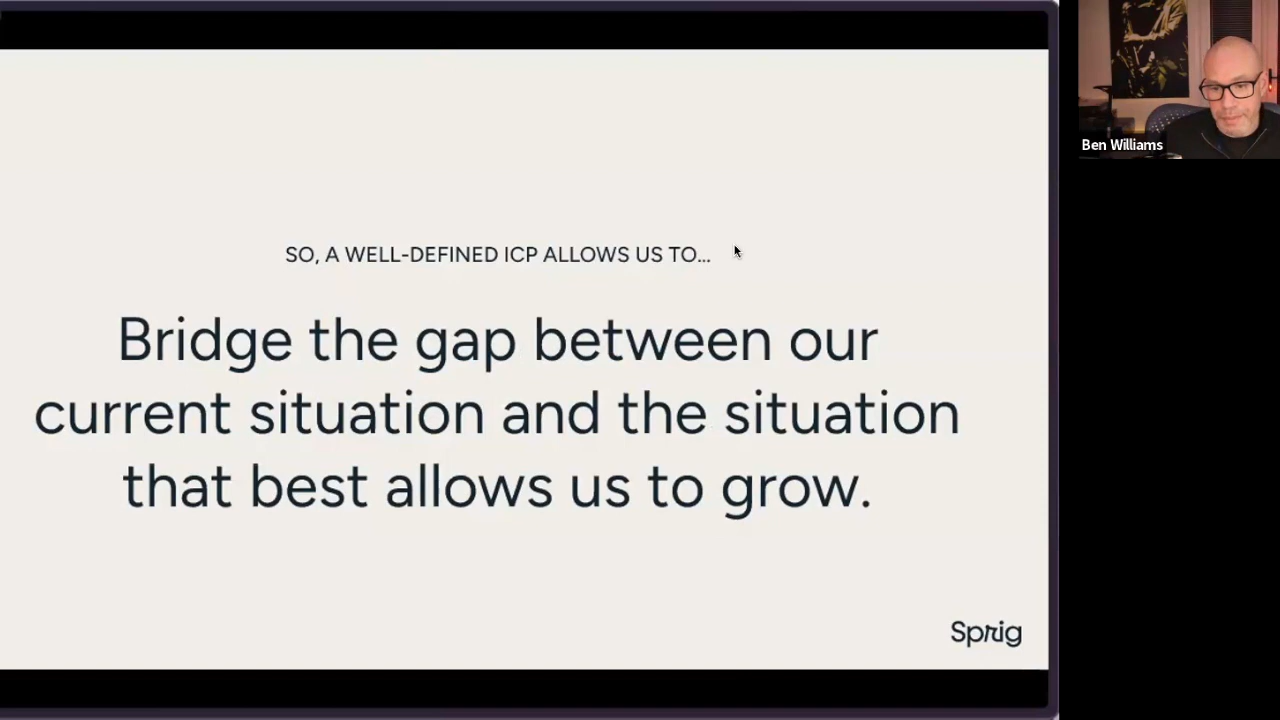 SO, A WELL-DEFINED ICP ALLOWS US TO...
Bridge the gap between our
current situation and the situation
that best allows us to grow.
Sprig
Ben Williams